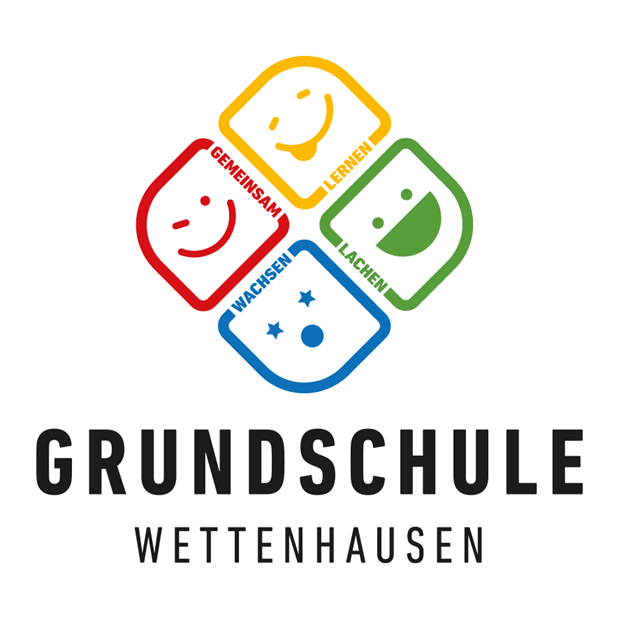 GEMEINSAM
LERNEN
LACHEN
WACHSEN
GRUNDSCHULE
WETTENHAUSEN